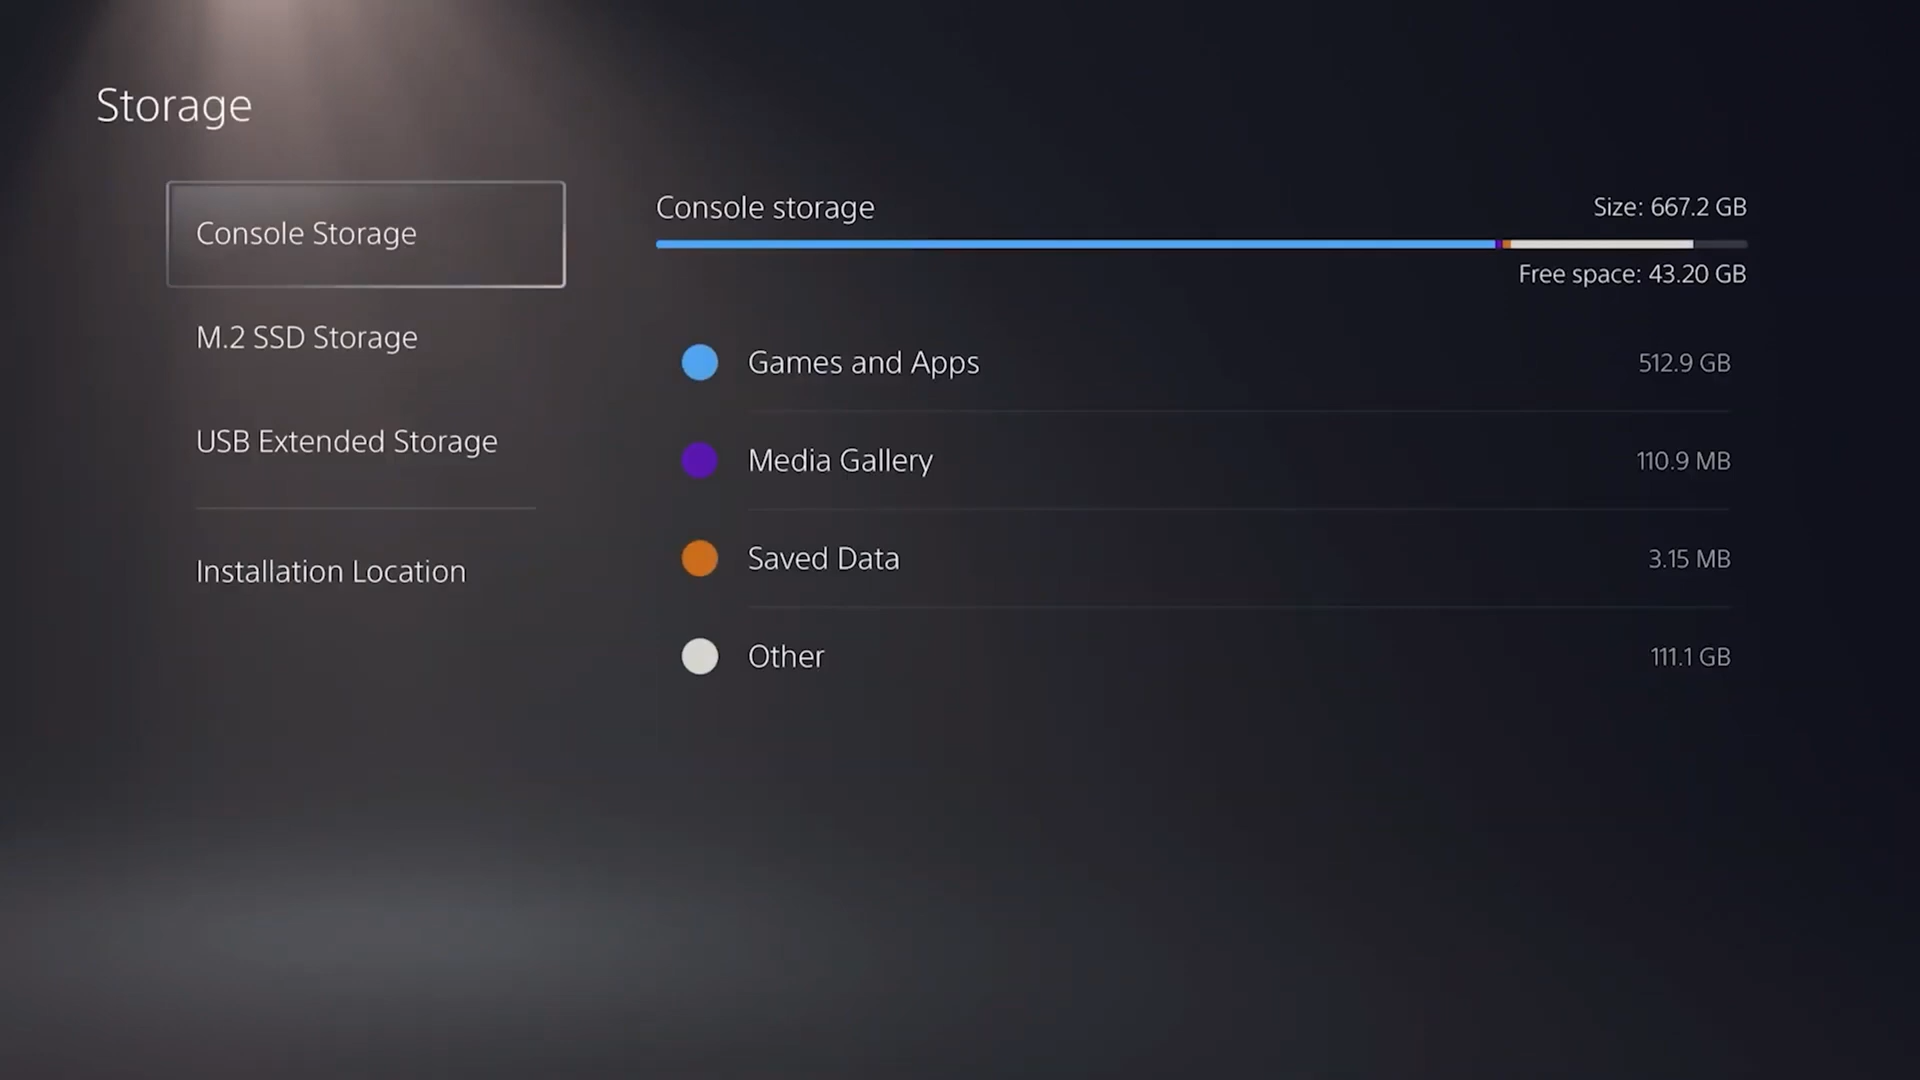 Storage
Console Storage
M.2 SSD Storage
USB Extended Storage
Installation Location
Console storage
Size: 667.2 GB
Free space: 43.20 GB
Games and Apps
512.9 GB
Media Gallery
110.9 MB
Saved Data
3.15 MB
Other
111.1 GB